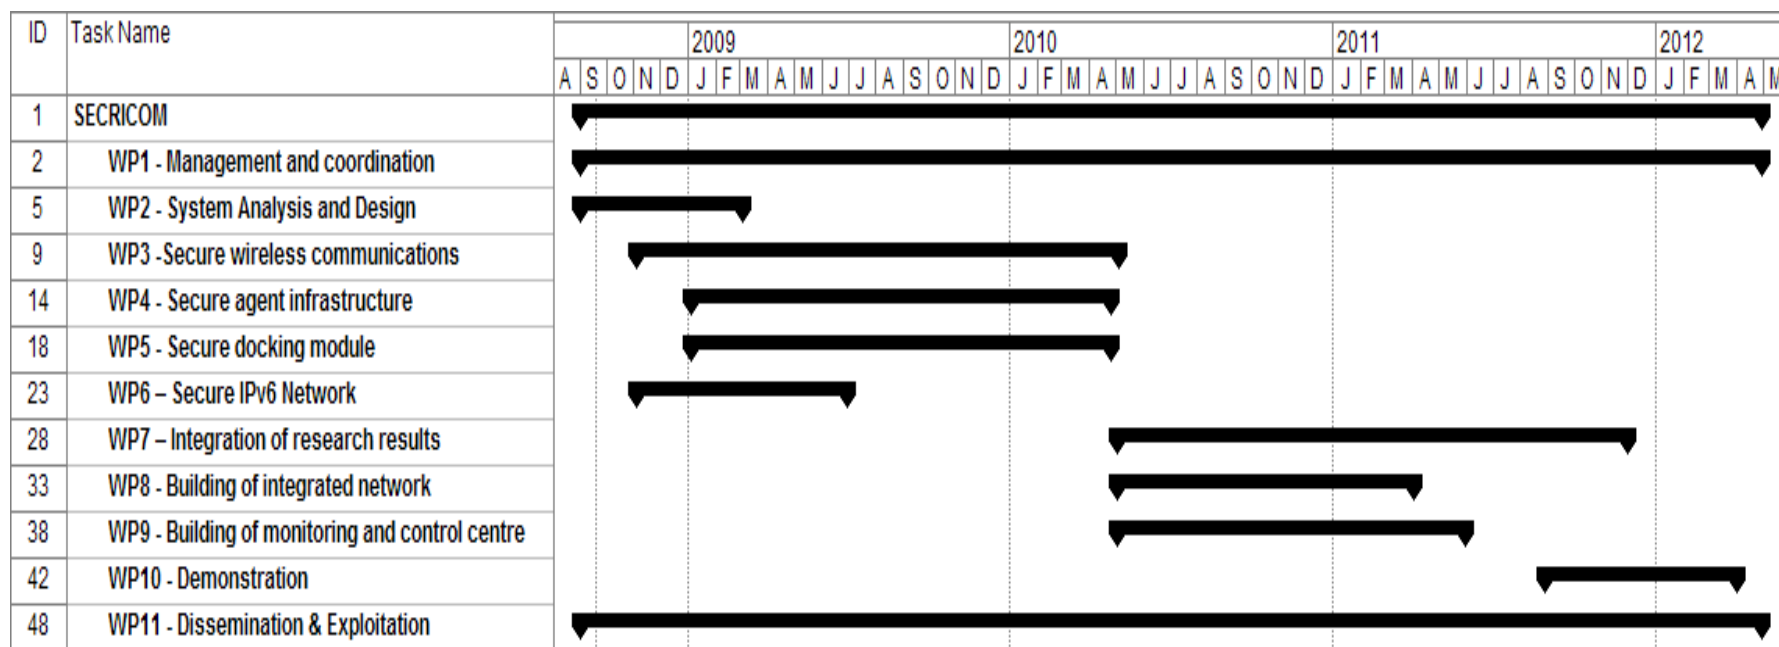 ID Task Name
2009 2010 2011 2012
A S O N D J F M A M J J A S O N D J F M A M J J A S O N D J F M A M J J A S O N D J F M A M
1 SECRICOM
2 WP1 - Management and coordination
5 WP2 - System Analysis and Design
9 WP3 -Secure wireless communications
14 WP4 - Secure agent infrastructure
18 WP5 - Secure docking module
23 WP6 – Secure IPv6 Network
28 WP7 – Integration of research results
33 WP8 - Building of integrated network
38 WP9 - Building of monitoring and control centre
42 WP10 - Demonstration
48 WP11 - Dissemination & Exploitation